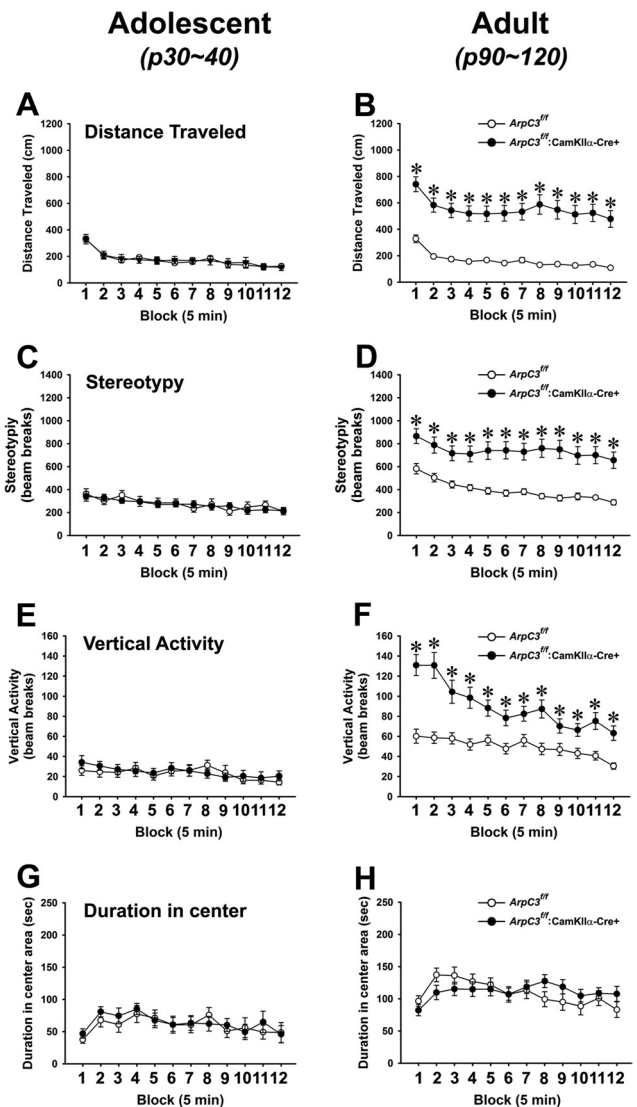 Adolescent
(p30~40)
Adult
(p90~120)
A
Distance Traveled
Distance Traveled (cm)
1200
1000
800
600
400
200
0
1 2 3 4 5 6 7 8 9 10 11 12
Block (5 min)
B
ArpC3f/f
ArpC3f/f:CamKIIα-Cre+
Distance Traveled (cm)
1200
1000
800
600
400
200
0
* * * * * * * * * * * *
1 2 3 4 5 6 7 8 9 10 11 12
Block (5 min)
C
Stereotypy
Stereotypiy
(beam breaks)
1400
1200
1000
800
600
400
200
0
1 2 3 4 5 6 7 8 9 10 11 12
Block (5 min)
D
ArpC3f/f
ArpC3f/f:CamKIIα-Cre+
Stereotypiy
(beam breaks)
1400
1200
1000
800
600
400
200
0
* * * * * * * * * * * *
1 2 3 4 5 6 7 8 9 10 11 12
Block (5 min)
E
Vertical Activity
Vertical Activity
(beam breaks)
160
140
120
100
80
60
40
20
0
1 2 3 4 5 6 7 8 9 10 11 12
Block (5 min)
F
ArpC3f/f
ArpC3f/f:CamKIIα-Cre+
Vertical Activity
(beam breaks)
160
140
120
100
80
60
40
20
0
* * * * * * * * * * * *
1 2 3 4 5 6 7 8 9 10 11 12
Block (5 min)
G
Duration in center
Duration in center area (sec)
250
200
150
100
50
0
1 2 3 4 5 6 7 8 9 10 11 12
Block (5 min)
H
ArpC3f/f
ArpC3f/f:CamKIIα-Cre+
Duration in center area (sec)
250
200
150
100
50
0
1 2 3 4 5 6 7 8 9 10 11 12
Block (5 min)